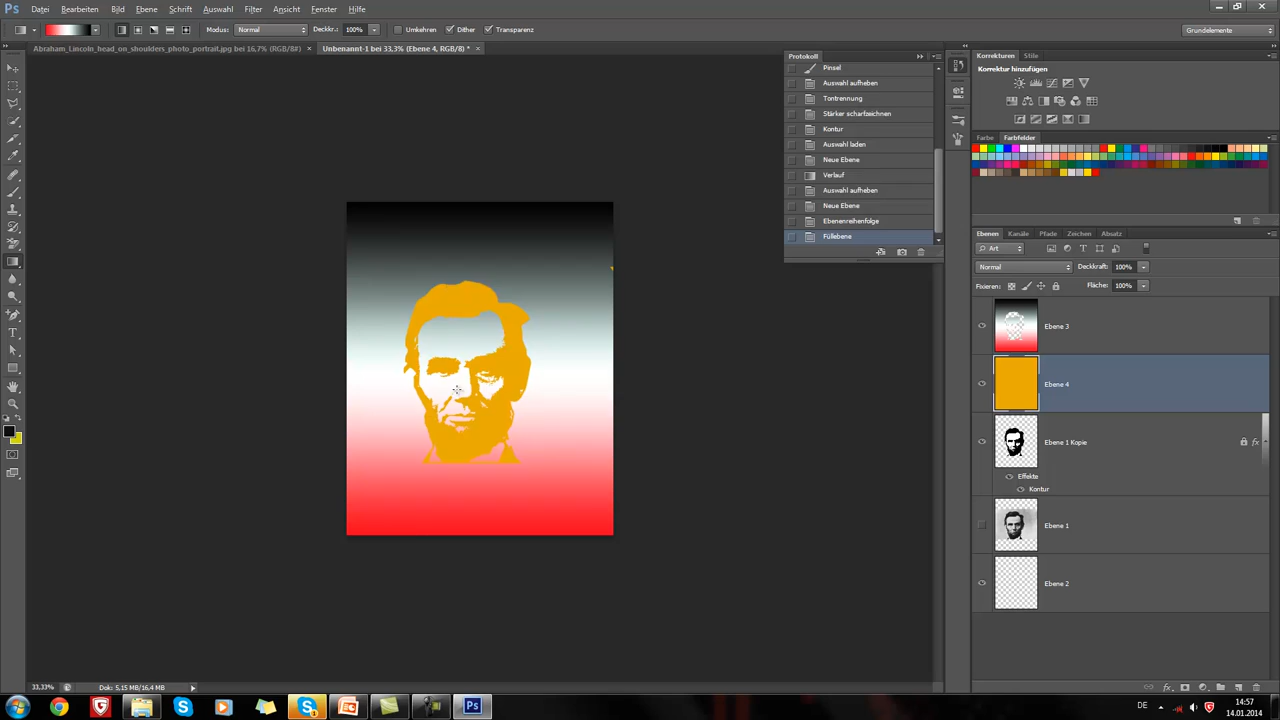 Ps Datei Bearbeiten Bild Ebene Schrift Auswahl Filter Ansicht Fenster Hilfe
Modus: Normal Deckkr.: 100% Umkehren Dither Transparenz Grundelemente
Abraham_Lincoln_head_on_shoulders_photo_portrait.jpg bei 16,7% (RGB/8#) × Unbenannt-1 bei 33,3% (Ebene 4, RGB/8) * ×
Protokoll
Pinsel
Auswahl aufheben
Tontrennung
Stärker scharfzeichnen
Kontur
Auswahl laden
Neue Ebene
Verlauf
Auswahl aufheben
Neue Ebene
Ebenenreihenfolge
Füllebene
Korrekturen Stile
Korrektur hinzufügen
Farbe Farbfelder
Ebenen Kanäle Pfade Zeichen Absatz
Art
Normal Deckkraft: 100%
Fixieren: Fläche: 100%
Ebene 3
Ebene 4
Ebene 1 Kopie fx
Effekte
Kontur
Ebene 1
Ebene 2
33,33% Dok: 5,15 MB/16,4 MB
DE 14:57
14.01.2014